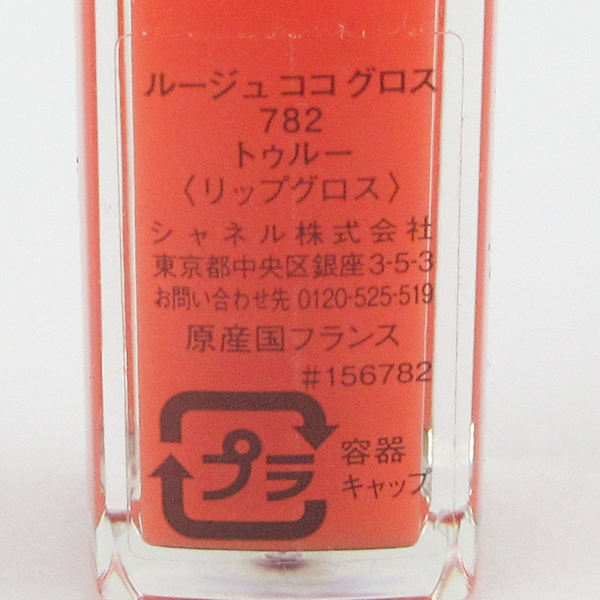 ルージュ ココ グロス
782
トゥルー
〈リップグロス〉
シャネル株式会社
東京都中央区銀座3-5-3
お問い合わせ先 0120-525-519
原産国フランス
#156782
プラ
容器
キャップ